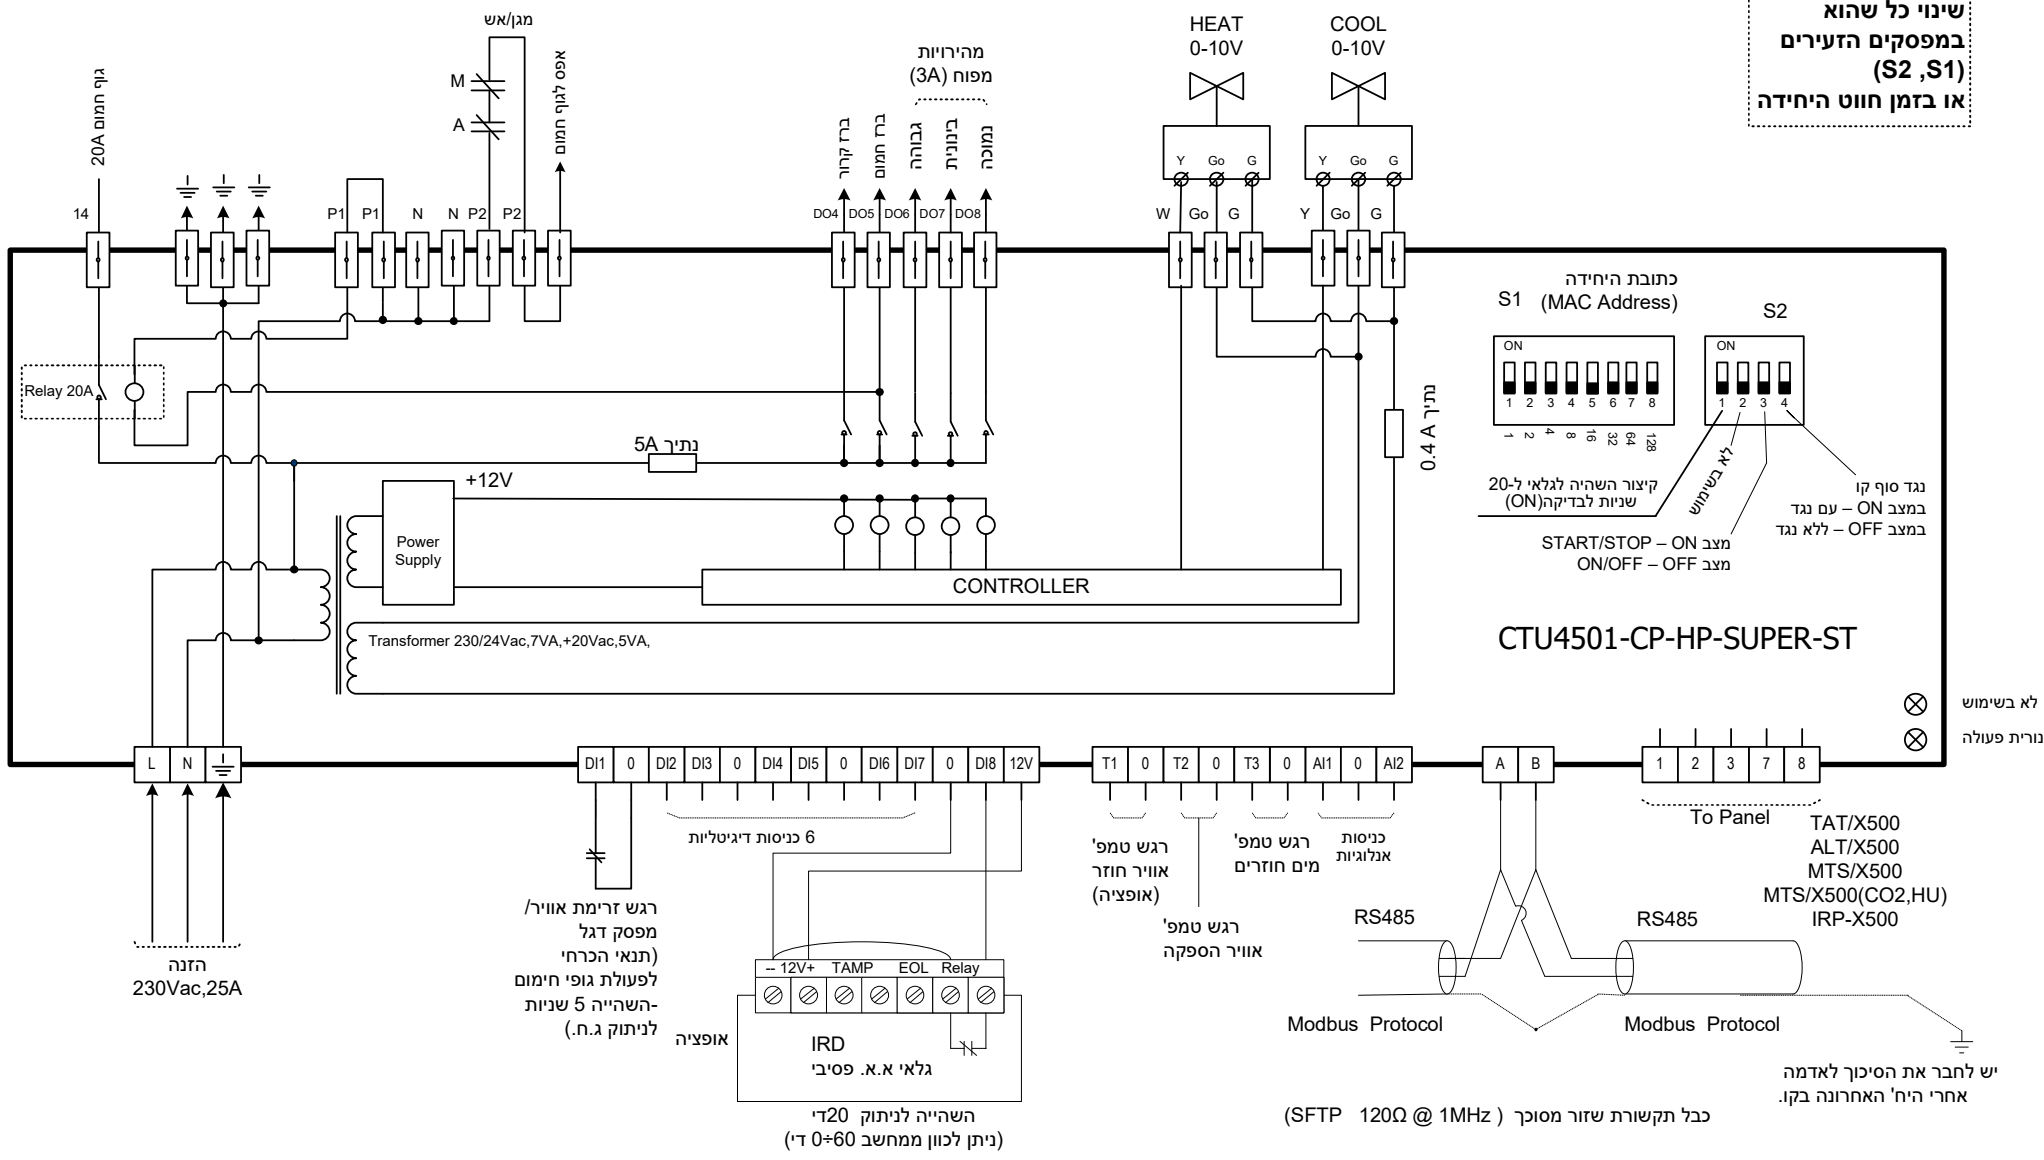 שינוי כל שהוא
במפסקים הזעירים
(S2 ,S1)
או בזמן חווט היחידה
מגן/אש
M
A
גוף חמום 20A
אפס לגוף חמום
מהירויות
מפוח (3A)
ברז קרור
ברז חמום
גבוהה
בינונית
נמוכה
HEAT
0-10V
COOL
0-10V
Y Go G
Y Go G
14
P1 P1 N N P2 P2
DO4 DO5 DO6 DO7 DO8
W Go G
Y Go G
כתובת היחידה
(MAC Address)
S1
S2
ON
1 2 3 4 5 6 7 8
1 2 4 8 16 32 64 128
ON
1 2 3 4
Relay 20A
נתיך 5A
נתיך 0.4 A
+12V
Power
Supply
CONTROLLER
Transformer 230/24Vac,7VA,+20Vac,5VA,
קיצור השהיה לגלאי ל-20
שניות לבדיקה(ON)
לא בשימוש
מצב START/STOP – ON
מצב ON/OFF – OFF
נגד סוף קו
במצב ON – עם נגד
במצב OFF – ללא נגד
CTU4501-CP-HP-SUPER-ST
לא בשימוש
נורית פעולה
L N
DI1 0 DI2 DI3 0 DI4 DI5 0 DI6 DI7 0 DI8 12V
T1 0 T2 0 T3 0 AI1 0 AI2
A B
1 2 3 7 8
הזנה
230Vac,25A
6 כניסות דיגיטליות
רגש זרימת אוויר/
מפסק דגל
(תנאי הכרחי
לפעולת גופי חימום
-השהייה 5 שניות
לניתוק ג.ח.)
אופציה
-- 12V+ TAMP EOL Relay
IRD
גלאי א.א. פסיבי
השהייה לניתוק 20די
(ניתן לכוון ממחשב 60÷0 די)
רגש טמפ'
אוויר חוזר
(אופציה)
רגש טמפ'
אוויר הספקה
רגש טמפ'
מים חוזרים
כניסות
אנלוגיות
To Panel
TAT/X500
ALT/X500
MTS/X500
MTS/X500(CO2,HU)
IRP-X500
RS485
RS485
Modbus Protocol
Modbus Protocol
יש לחבר את הסיכוך לאדמה
אחרי היח' האחרונה בקו.
כבל תקשורת שזור מסוכך (SFTP 120Ω @ 1MHz )